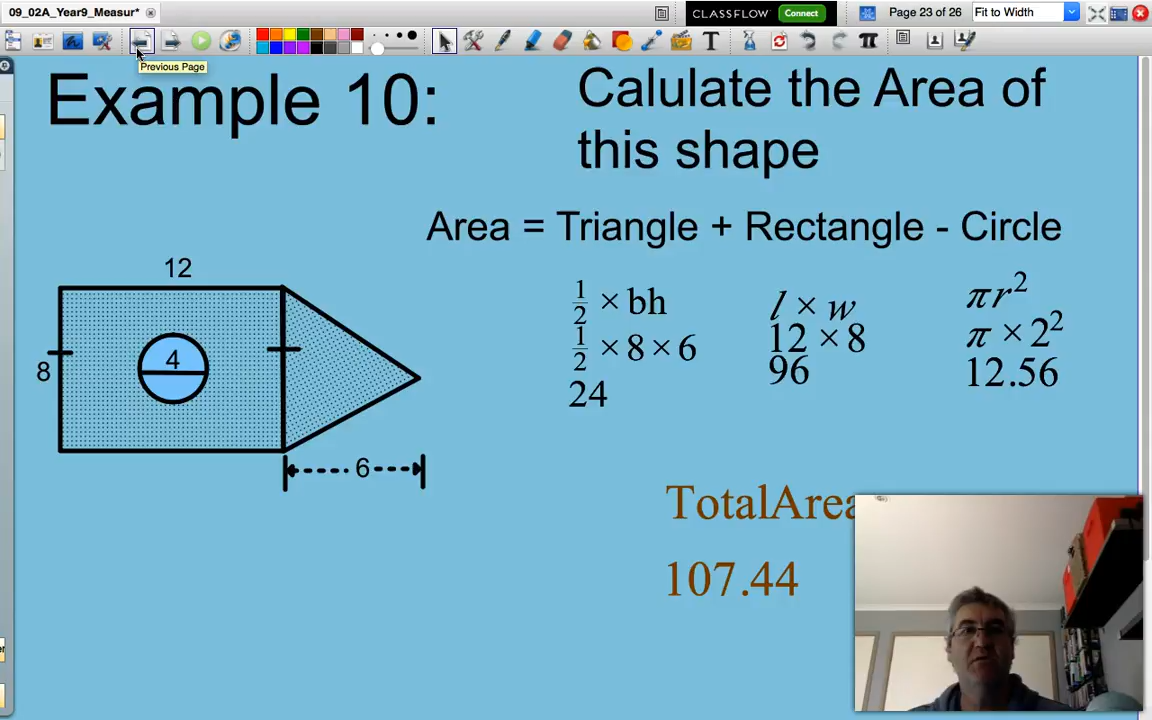 09_02A_Year9_Measur*
CLASSFLOW Connect
Page 23 of 26
Fit to Width
Previous Page
Example 10:
Calulate the Area of
this shape
Area = Triangle + Rectangle - Circle
12
8
4
6
1/2 × bh
1/2 × 8 × 6
24
l × w
12 × 8
96
πr²
π × 2²
12.56
TotalArea
107.44